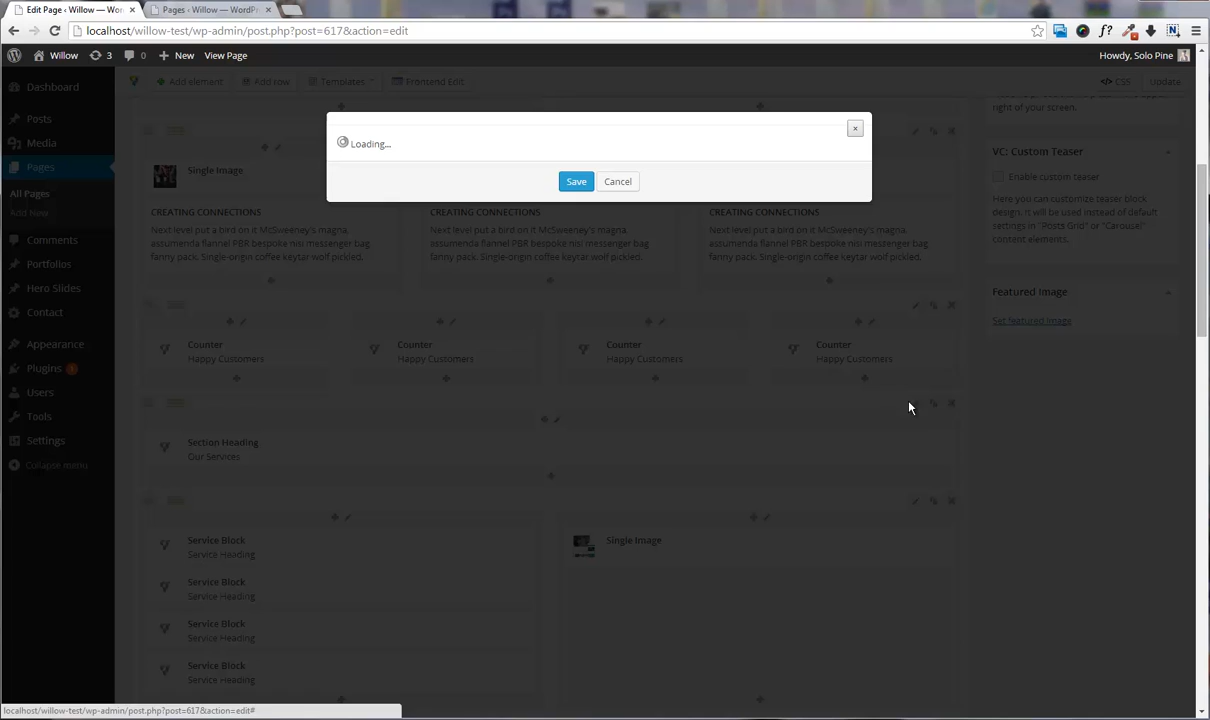 Edit Page ‹ Willow — Wor
Pages ‹ Willow — WordPr
localhost/willow-test/wp-admin/post.php?post=617&action=edit
Willow
3
0
New
View Page
Howdy, Solo Pine
Dashboard
Posts
Media
Pages
All Pages
Add New
Comments
Portfolios
Hero Slides
Contact
Appearance
Plugins
Users
Tools
Settings
Collapse menu
Add element
Add row
Templates
Frontend Edit
CSS
Update
Loading...
Save
Cancel
Single Image
CREATING CONNECTIONS
Next level put a bird on it McSweeney's magna
assumenda flannel PBR bespoke nisi messenger bag
fanny pack. Single-origin coffee keytar wolf pickled.
CREATING CONNECTIONS
Next level put a bird on it McSweeney's magna
assumenda flannel PBR bespoke nisi messenger bag
fanny pack. Single-origin coffee keytar wolf pickled.
CREATING CONNECTIONS
Next level put a bird on it McSweeney's magna
assumenda flannel PBR bespoke nisi messenger bag
fanny pack. Single-origin coffee keytar wolf pickled.
Counter
Happy Customers
Counter
Happy Customers
Counter
Happy Customers
Counter
Happy Customers
Section Heading
Our Services
Service Block
Service Heading
Service Block
Service Heading
Service Block
Service Heading
Service Block
Service Heading
Single Image
right of your screen.
VC: Custom Teaser
Enable custom teaser
Here you can customize teaser block
design. It will be used instead of default
settings in "Posts Grid" or "Carousel"
content elements.
Featured Image
Set featured image
localhost/willow-test/wp-admin/post.php?post=617&action=edit#